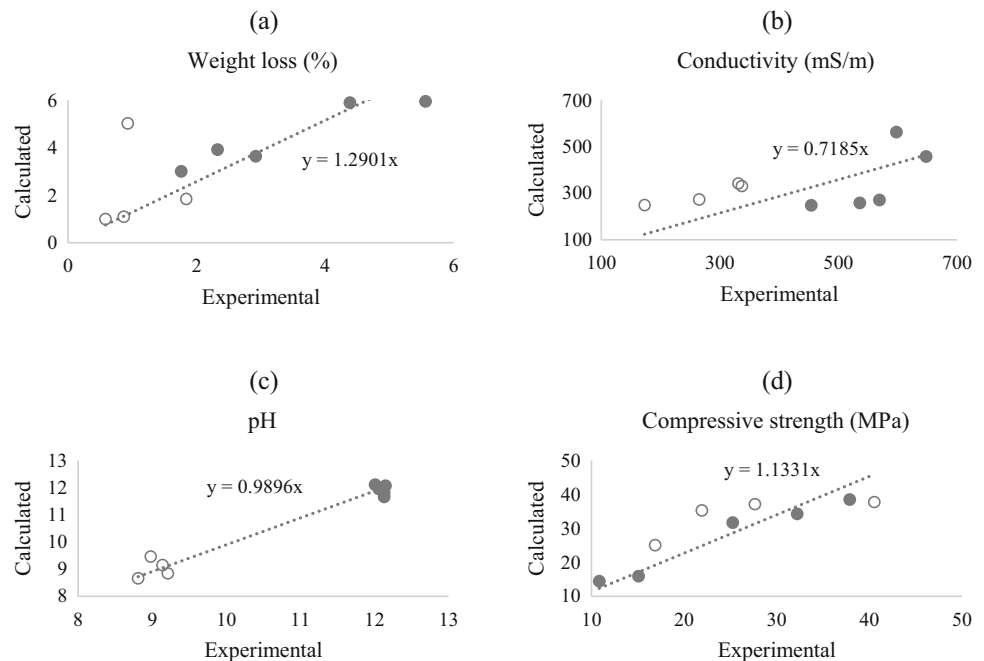 (a)
Weight loss (%)
6
4
2
0
0
2
4
6
Calculated
Experimental
y = 1.2901x
(b)
Conductivity (mS/m)
700
500
300
100
100
300
500
700
Calculated
Experimental
y = 0.7185x
(c)
pH
13
12
11
10
9
8
8
9
10
11
12
13
Calculated
Experimental
y = 0.9896x
(d)
Compressive strength (MPa)
50
40
30
20
10
10
20
30
40
50
Calculated
Experimental
y = 1.1331x